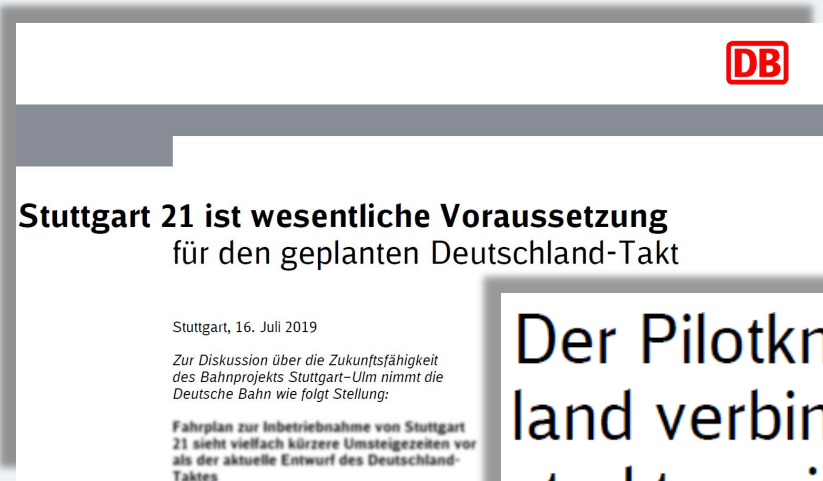 DB
Stuttgart 21 ist wesentliche Voraussetzung
für den geplanten Deutschland-Takt
Stuttgart, 16. Juli 2019
Zur Diskussion über die Zukunftsfähigkeit
des Bahnprojekts Stuttgart–Ulm nimmt die
Deutsche Bahn wie folgt Stellung:
Fahrplan zur Inbetriebnahme von Stuttgart
21 sieht vielfach kürzere Umsteigezeiten vor
als der aktuelle Entwurf des Deutschland-
Taktes
Der Pilotkn
land verbin